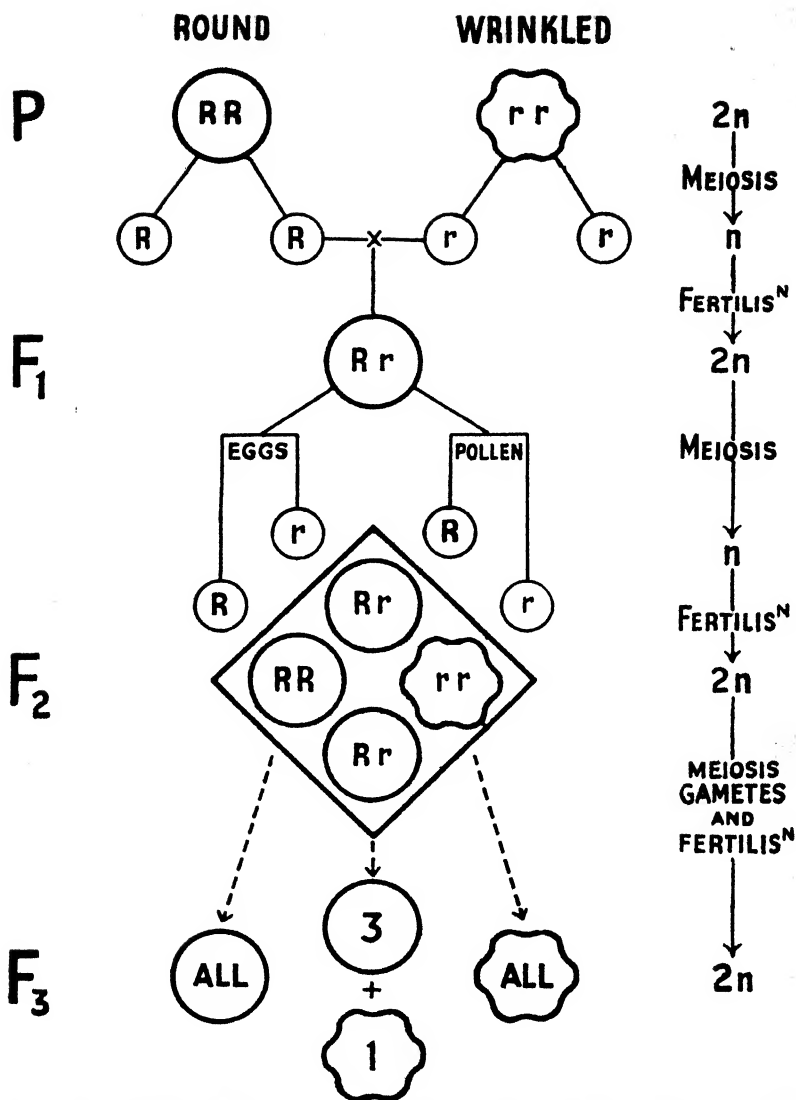 ROUND WRINKLED
P RR rr 2n
MEIOSIS
R R x r r n
FERTILISᴺ
F₁ Rr 2n
EGGS POLLEN MEIOSIS
r R n
R Rr r FERTILISᴺ
F₂ RR rr 2n
Rr
MEIOSIS
GAMETES
AND
FERTILISᴺ
3
F₃ ALL ALL 2n
+
1